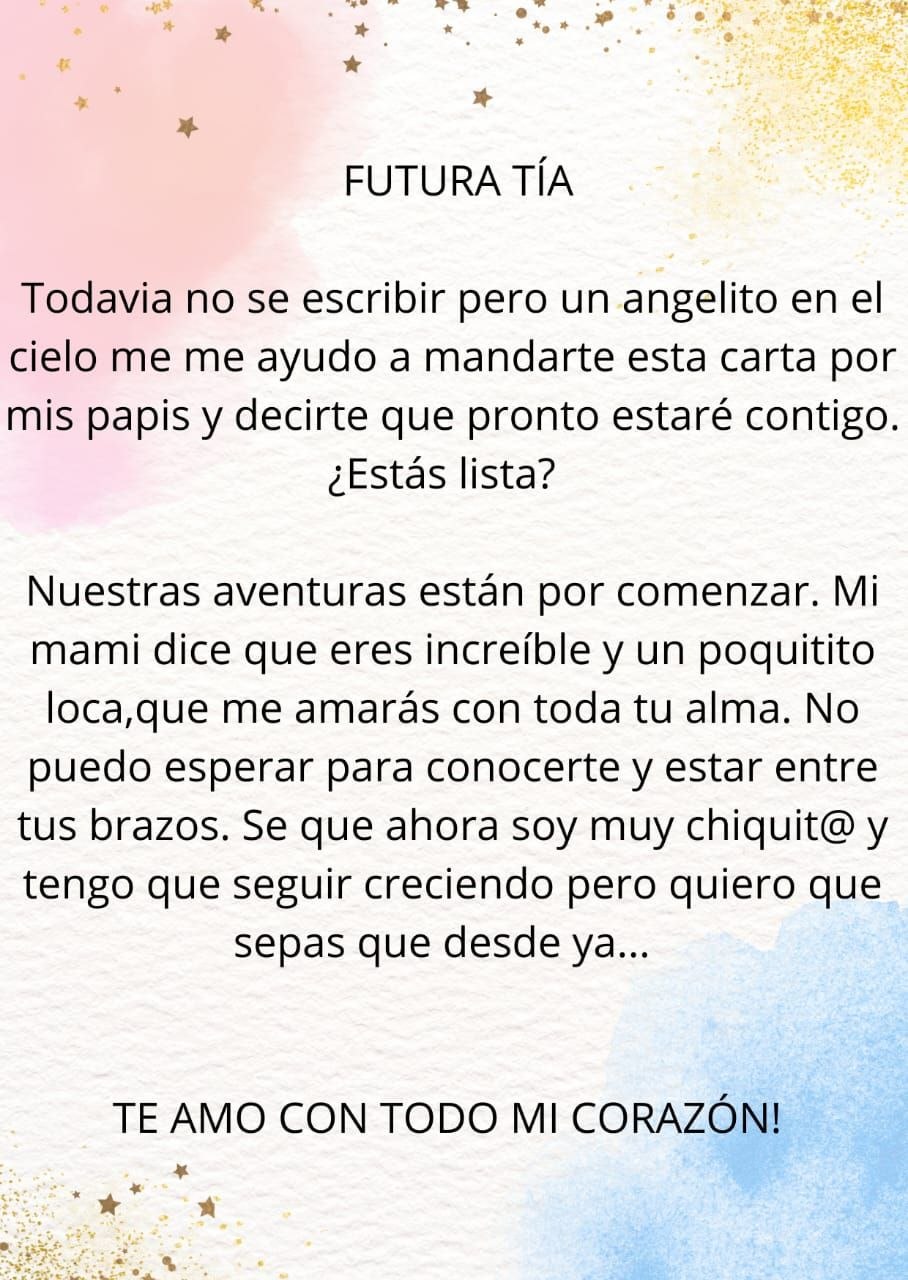 FUTURA TÍA
Todavia no se escribir pero un angelito en el
cielo me me ayudo a mandarte esta carta por
mis papis y decirte que pronto estaré contigo.
¿Estás lista?
Nuestras aventuras están por comenzar. Mi
mami dice que eres increíble y un poquitito
loca,que me amarás con toda tu alma. No
puedo esperar para conocerte y estar entre
tus brazos. Se que ahora soy muy chiquit@ y
tengo que seguir creciendo pero quiero que
sepas que desde ya...
TE AMO CON TODO MI CORAZÓN!